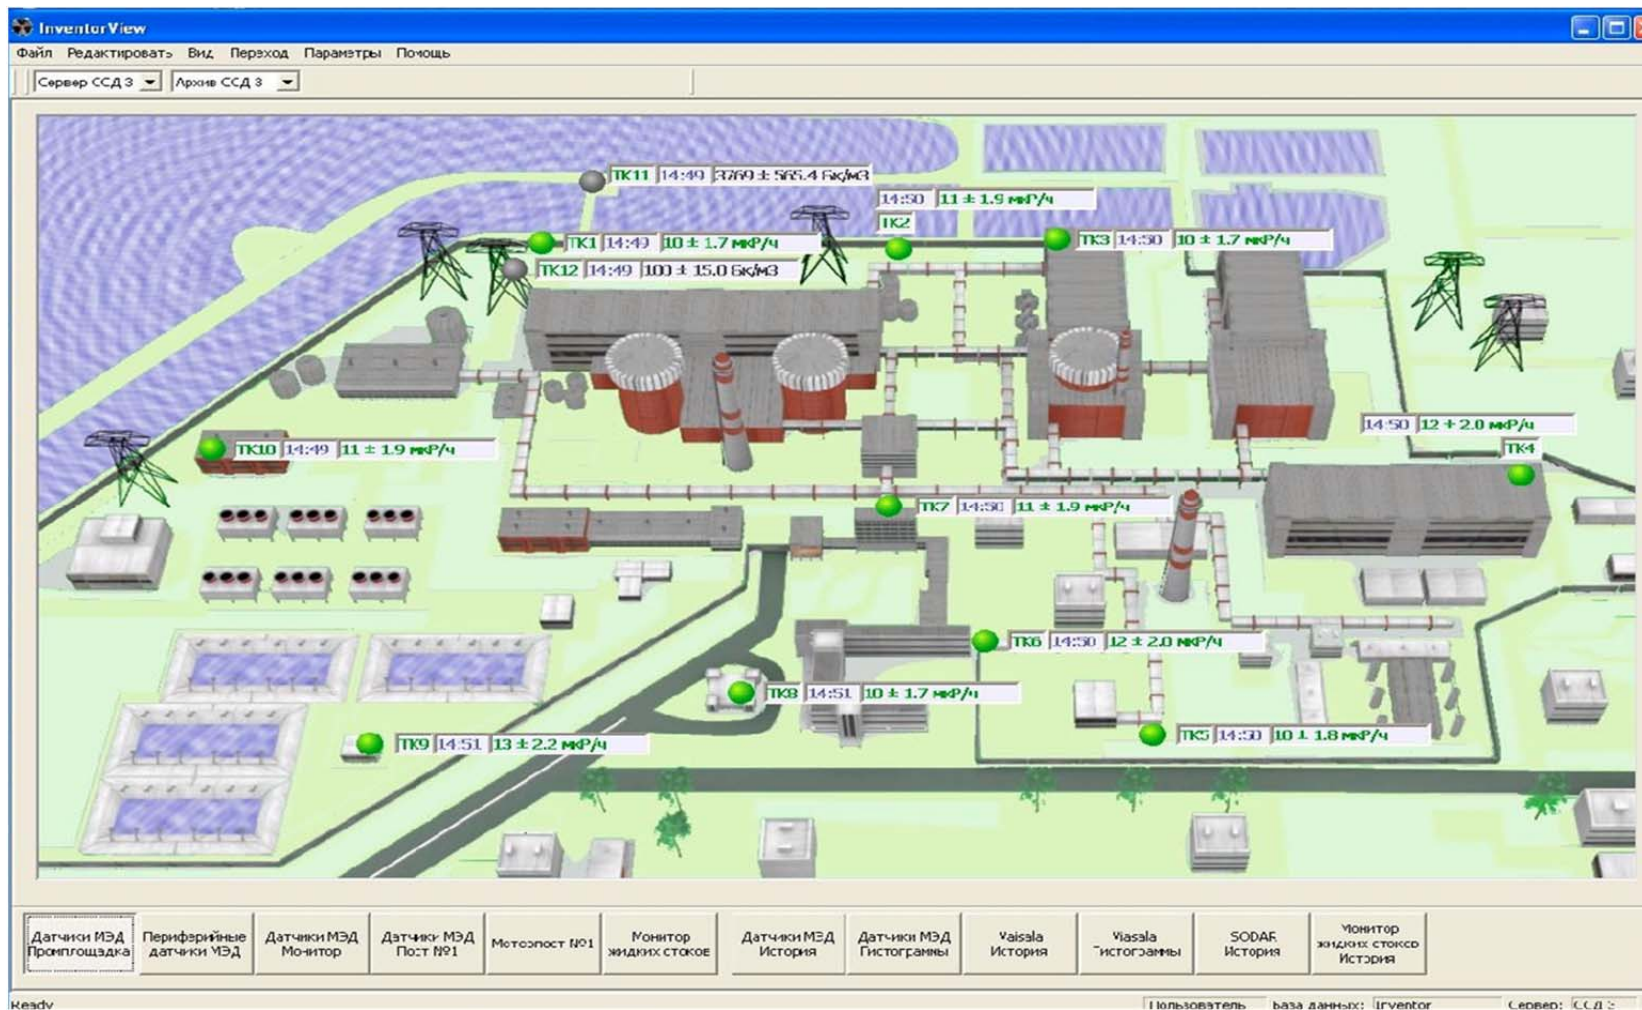 InventorView
Файл Редактировать Вид Переход Параметры Помощь
Сервер ССД 3 Архив ССД 3
ТК11 14:49 3769 ± 565.4 Бк/м3
14:50 11 ± 1.9 мкР/ч
ТК2
ТК1 14:49 10 ± 1.7 мкР/ч
ТК3 14:50 10 ± 1.7 мкР/ч
ТК12 14:49 100 ± 15.0 Бк/м3
14:50 12 ± 2.0 мкР/ч
ТК4
ТК10 14:49 11 ± 1.9 мкР/ч
ТК7 14:50 11 ± 1.9 мкР/ч
ТК6 14:50 12 ± 2.0 мкР/ч
ТК8 14:51 10 ± 1.7 мкР/ч
ТК5 14:50 10 ± 1.8 мкР/ч
ТК9 14:51 13 ± 2.2 мкР/ч
Датчики МЭД Промплощадка
Периферийные датчики МЭД
Датчики МЭД Монитор
Датчики МЭД Пост №1
Метеопост №1
Монитор жидких стоков
Датчики МЭД История
Датчики МЭД Гистограммы
Vaisala История
Viasala Гистограммы
SODAR История
Монитор жидких стоков История
Ready Пользователь База данных: Inventor Сервер: ССД 3